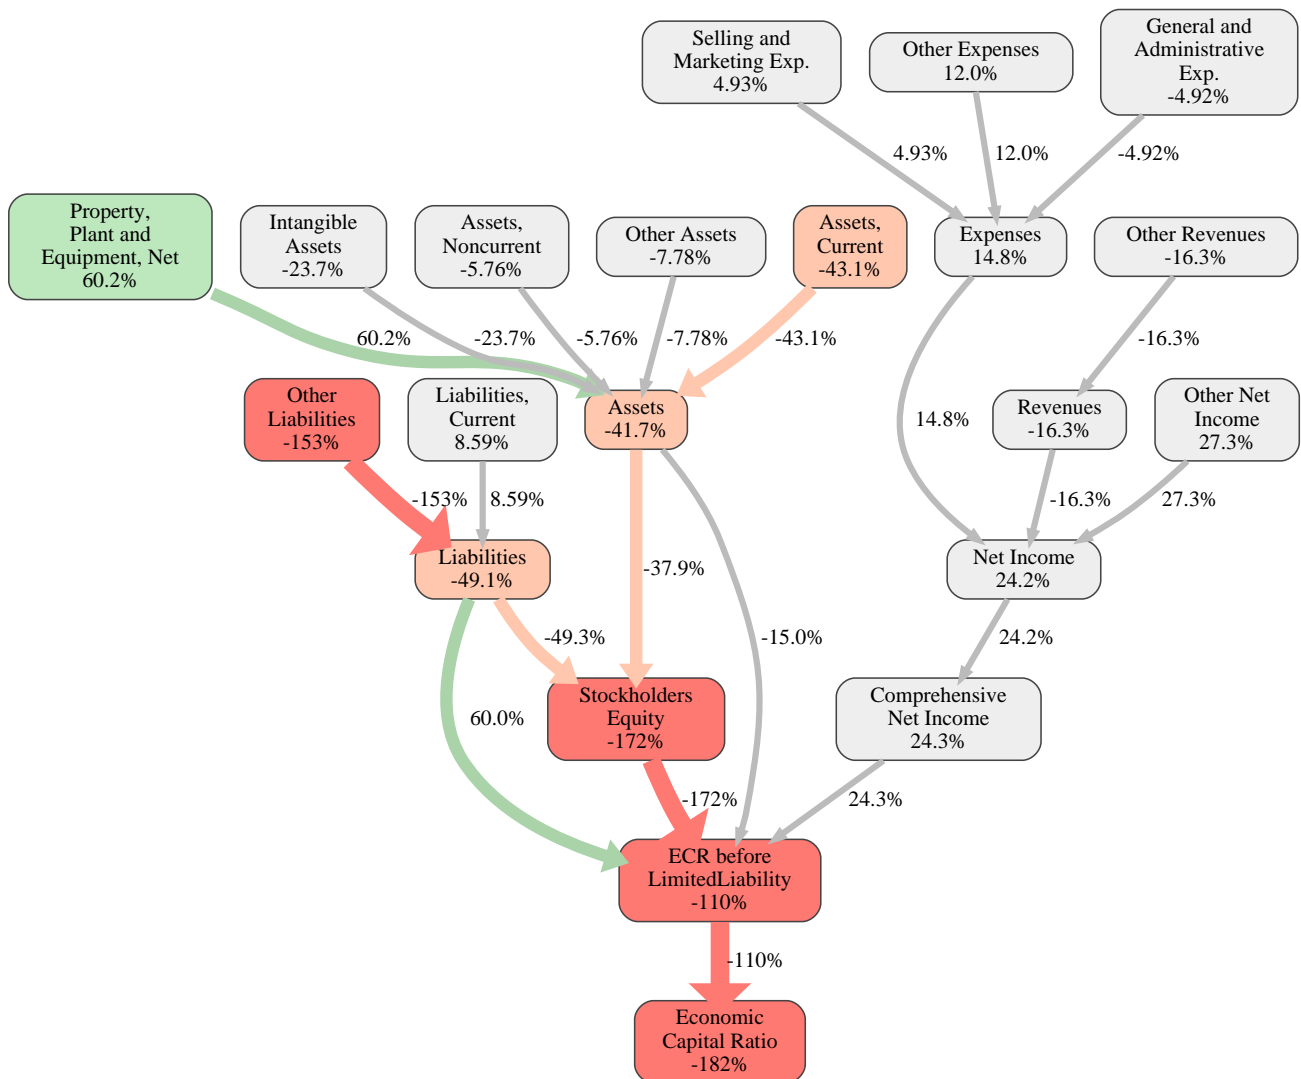 Selling and
Marketing Exp.
4.93%
Other Expenses
12.0%
General and
Administrative
Exp.
-4.92%
4.93%
12.0%
-4.92%
Property,
Plant and
Equipment, Net
60.2%
Intangible
Assets
-23.7%
Assets,
Noncurrent
-5.76%
Other Assets
-7.78%
Assets,
Current
-43.1%
Expenses
14.8%
Other Revenues
-16.3%
60.2%
-23.7%
-5.76%
-7.78%
-43.1%
-16.3%
Other
Liabilities
-153%
Liabilities,
Current
8.59%
Assets
-41.7%
14.8%
Revenues
-16.3%
Other Net
Income
27.3%
-153%
8.59%
-16.3%
27.3%
Liabilities
-49.1%
-37.9%
Net Income
24.2%
-49.3%
-15.0%
24.2%
60.0%
Stockholders
Equity
-172%
Comprehensive
Net Income
24.3%
-172%
24.3%
ECR before
LimitedLiability
-110%
-110%
Economic
Capital Ratio
-182%